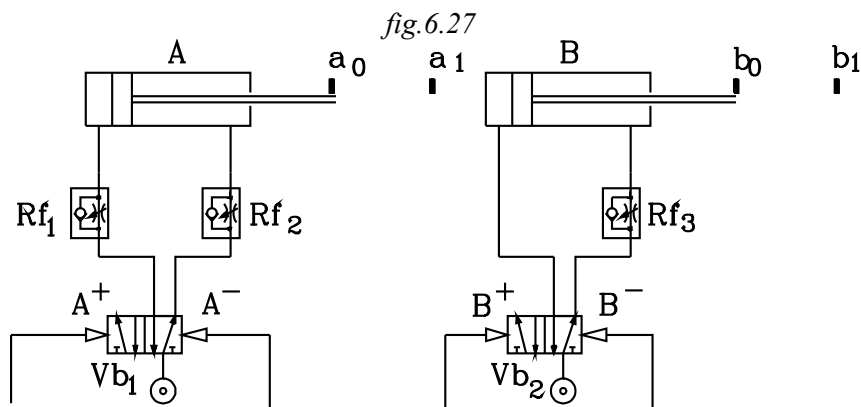 fig.6.27
A a0 a1 B b0 b1
Rf1 Rf2 Rf3
A+ A− B+ B−
Vb1 Vb2